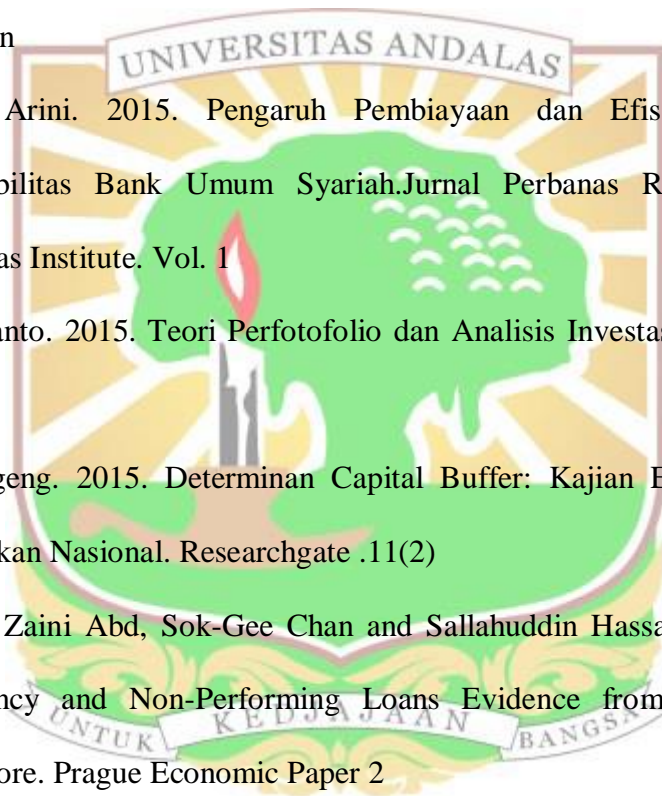 n
UNIVERSITAS ANDALAS
Arini. 2015. Pengaruh Pembiayaan dan Efis
bilitas Bank Umum Syariah.Jurnal Perbanas R
as Institute. Vol. 1
anto. 2015. Teori Perfotofolio dan Analisis Investas
geng. 2015. Determinan Capital Buffer: Kajian E
kan Nasional. Researchgate .11(2)
Zaini Abd, Sok-Gee Chan and Sallahuddin Hassa
ncy and Non-Performing Loans Evidence from
UNTUK KEDJAJAAN BANGSA
ore. Prague Economic Paper 2